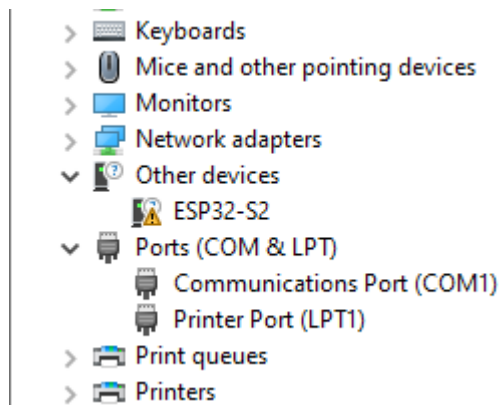 Keyboards
Mice and other pointing devices
Monitors
Network adapters
Other devices
ESP32-S2
Ports (COM & LPT)
Communications Port (COM1)
Printer Port (LPT1)
Print queues
Printers